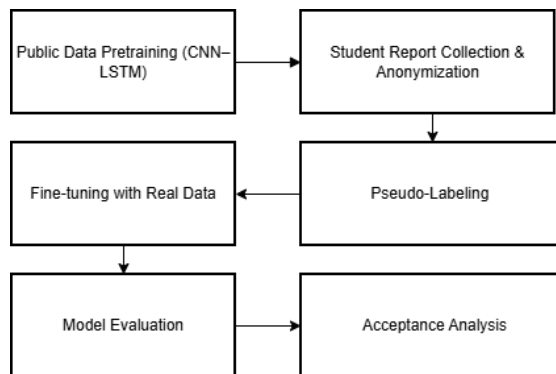 Public Data Pretraining (CNN–
LSTM)
Student Report Collection &
Anonymization
Fine-tuning with Real Data
Pseudo-Labeling
Model Evaluation
Acceptance Analysis